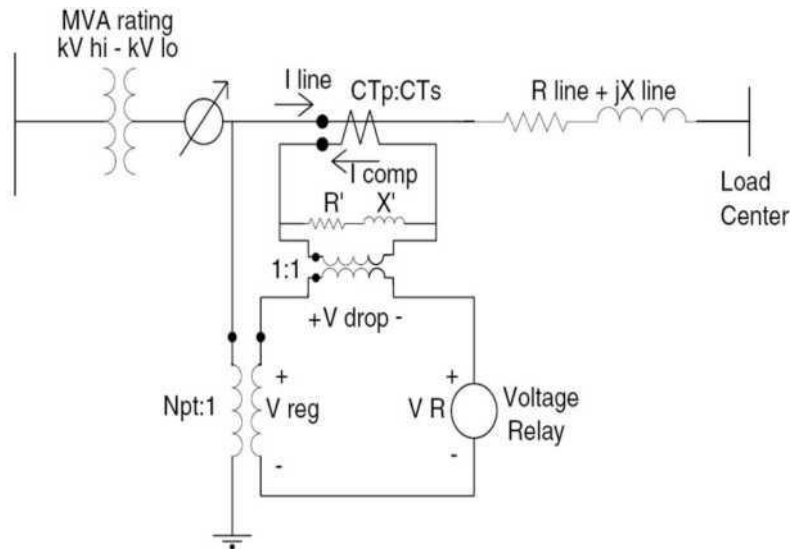 MVA rating
kV hi - kV lo
I line
CTp:CTs
R line + jX line
I comp
R' X'
Load
Center
1:1
+V drop -
+ +
Npt:1 V reg V R Voltage
Relay
- -